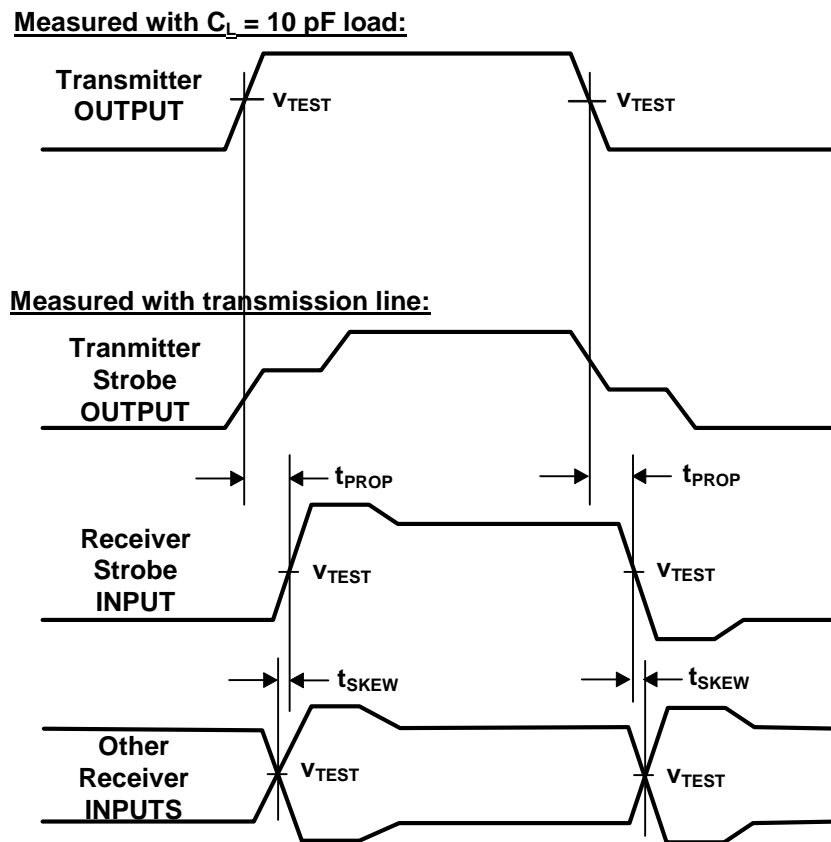 Measured with CL = 10 pF load:
Transmitter
OUTPUT
VTEST
VTEST
Measured with transmission line:
Tranmitter
Strobe
OUTPUT
tPROP
tPROP
Receiver
Strobe
INPUT
VTEST
VTEST
tSKEW
tSKEW
Other
Receiver
INPUTS
VTEST
VTEST